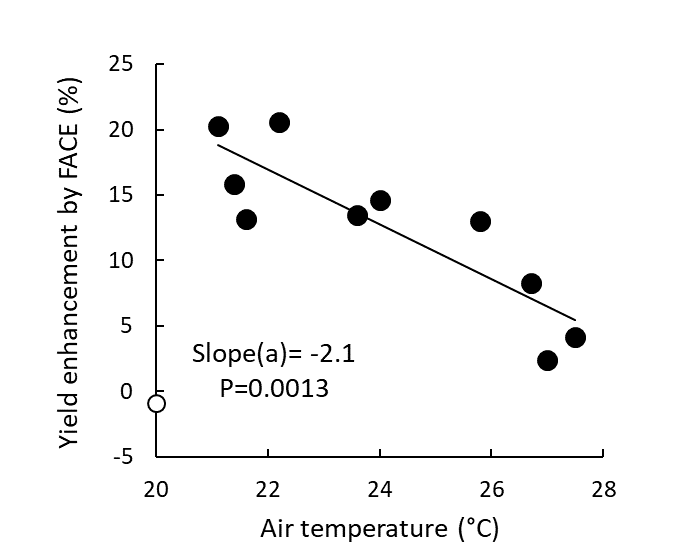 Yield enhancement by FACE (%)
25
20
15
10
5
0
-5
Slope(a)= -2.1
P=0.0013
20 22 24 26 28
Air temperature (°C)